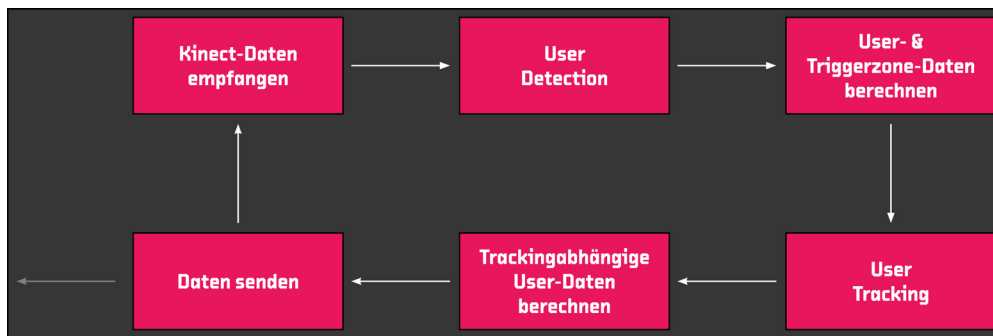 Kinect-Daten
empfangen
User
Detection
User- &
Triggerzone-Daten
berechnen
Daten senden
Trackingabhängige
User-Daten
berechnen
User
Tracking